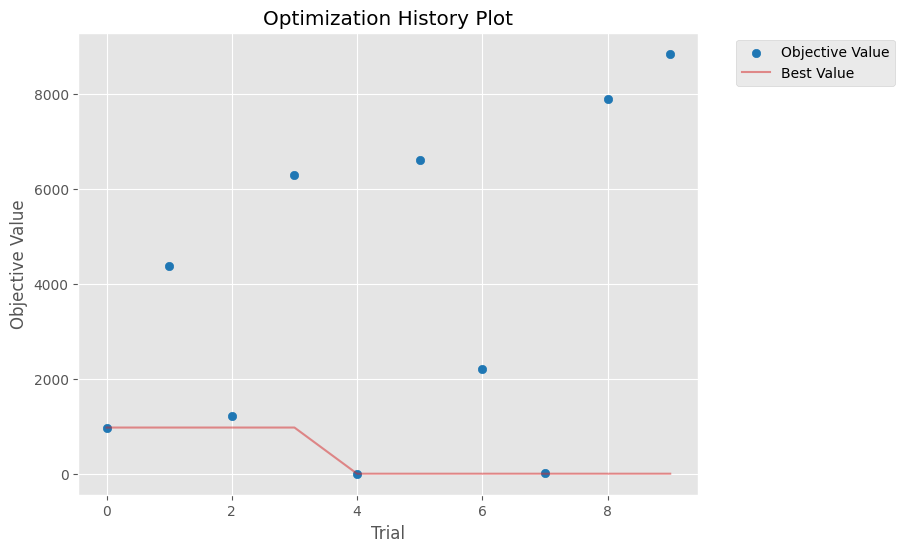 Optimization History Plot
Objective Value
Best Value
8000
6000
4000
2000
0
Objective Value
0
2
4
6
8
Trial